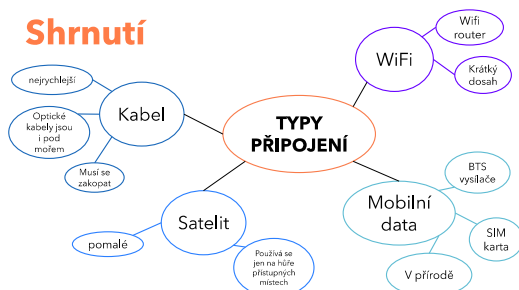 Shrnutí
TYPY
PŘIPOJENÍ
Kabel
nejrychlejší
Optické
kabely jsou
i pod
mořem
Musí se
zakopat
Satelit
pomalé
Používá se
jen na hůře
přístupných
místech
WiFi
Wifi
router
Krátký
dosah
Mobilní
data
BTS
vysílače
SIM
karta
V přírodě